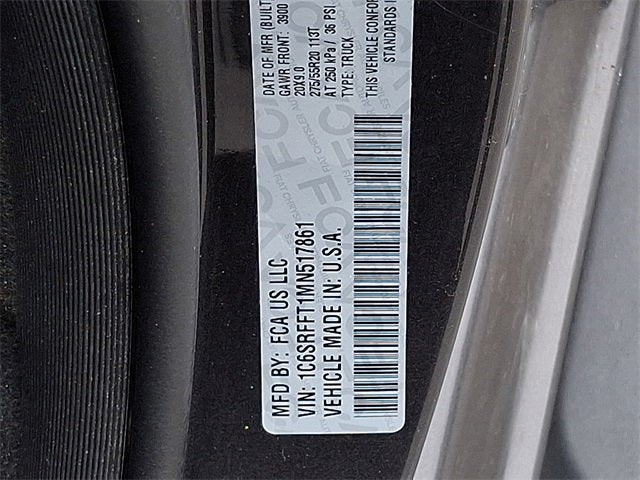 MFD BY: FCA US LLC
VIN: 1C6SRFFT1MN517861
VEHICLE MADE IN: U.S.A.
DATE OF MFR (BUILT
GAWR FRONT: 3900
20X9.0
275/55R20 113T
AT 250 kPa / 36 PSI
TYPE: TRUCK
THIS VEHICLE CONFOR
STANDARDS I